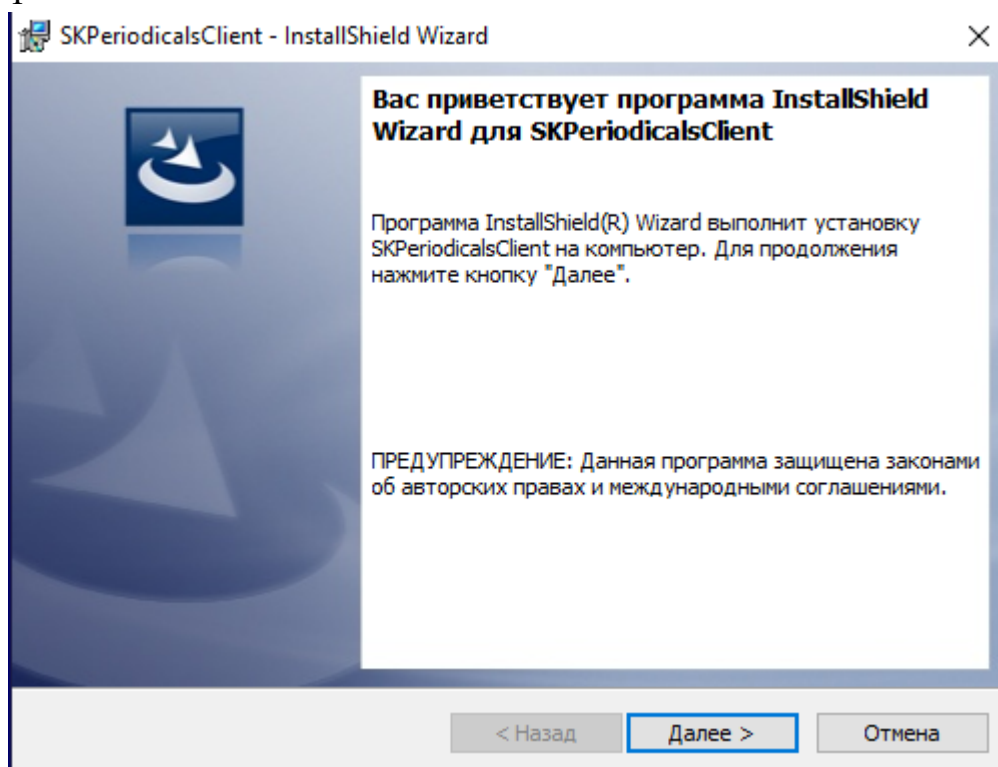 SKPeriodicalsClient - InstallShield Wizard
Вас приветствует программа InstallShield
Wizard для SKPeriodicalsClient
Программа InstallShield(R) Wizard выполнит установку
SKPeriodicalsClient на компьютер. Для продолжения
нажмите кнопку "Далее".
ПРЕДУПРЕЖДЕНИЕ: Данная программа защищена законами
об авторских правах и международными соглашениями.
< Назад Далее > Отмена